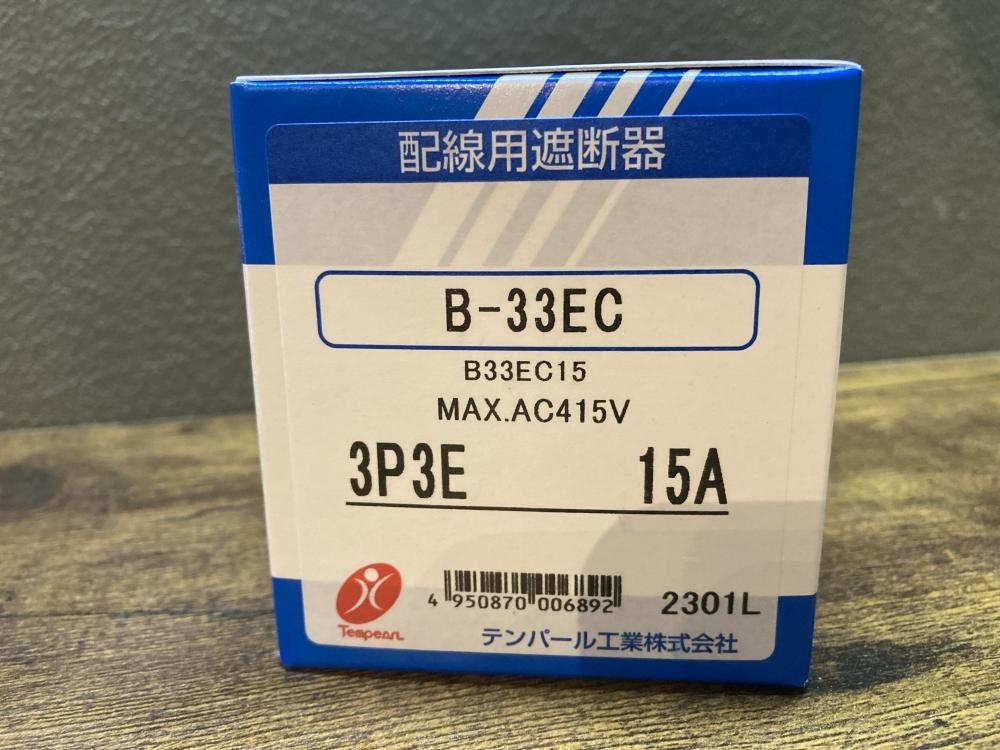 配線用遮断器
B-33EC
B33EC15
MAX.AC415V
3P3E 15A
Tempearl
4 950870 006892
2301L
テンパール工業株式会社